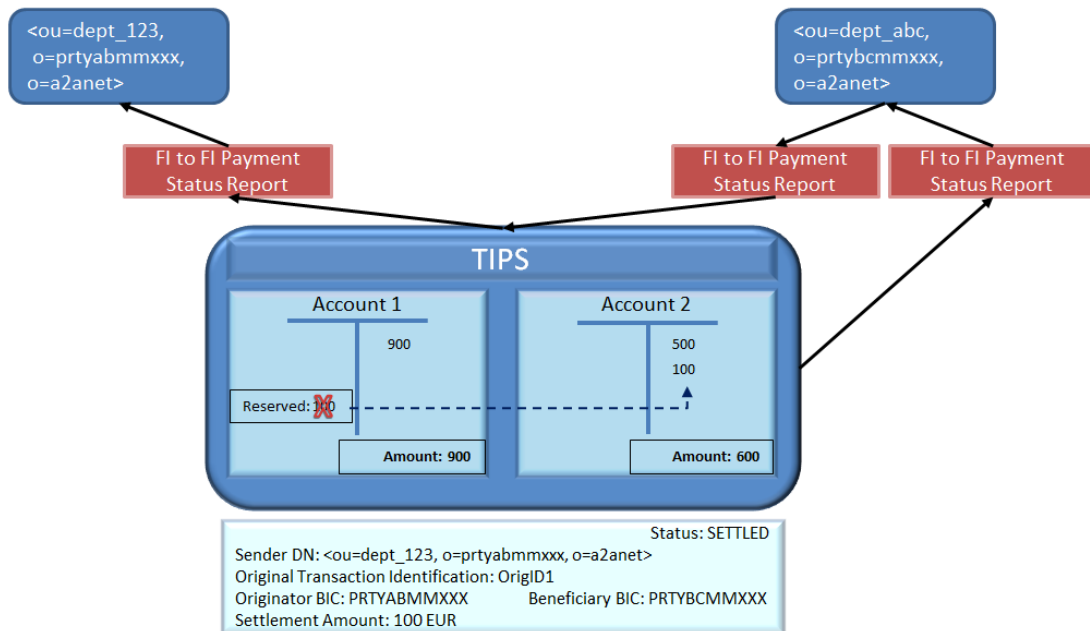 <ou=dept_123,
o=prtyabmmxxx,
o=a2anet>
<ou=dept_abc,
o=prtybcmmxxx,
o=a2anet>
FI to FI Payment
Status Report
FI to FI Payment
Status Report
FI to FI Payment
Status Report
TIPS
Account 1
900
Reserved: 100
Amount: 900
Account 2
500
100
Amount: 600
Status: SETTLED
Sender DN: <ou=dept_123, o=prtyabmmxxx, o=a2anet>
Original Transaction Identification: OrigID1
Originator BIC: PRTYABMMXXX Beneficiary BIC: PRTYBCMMXXX
Settlement Amount: 100 EUR